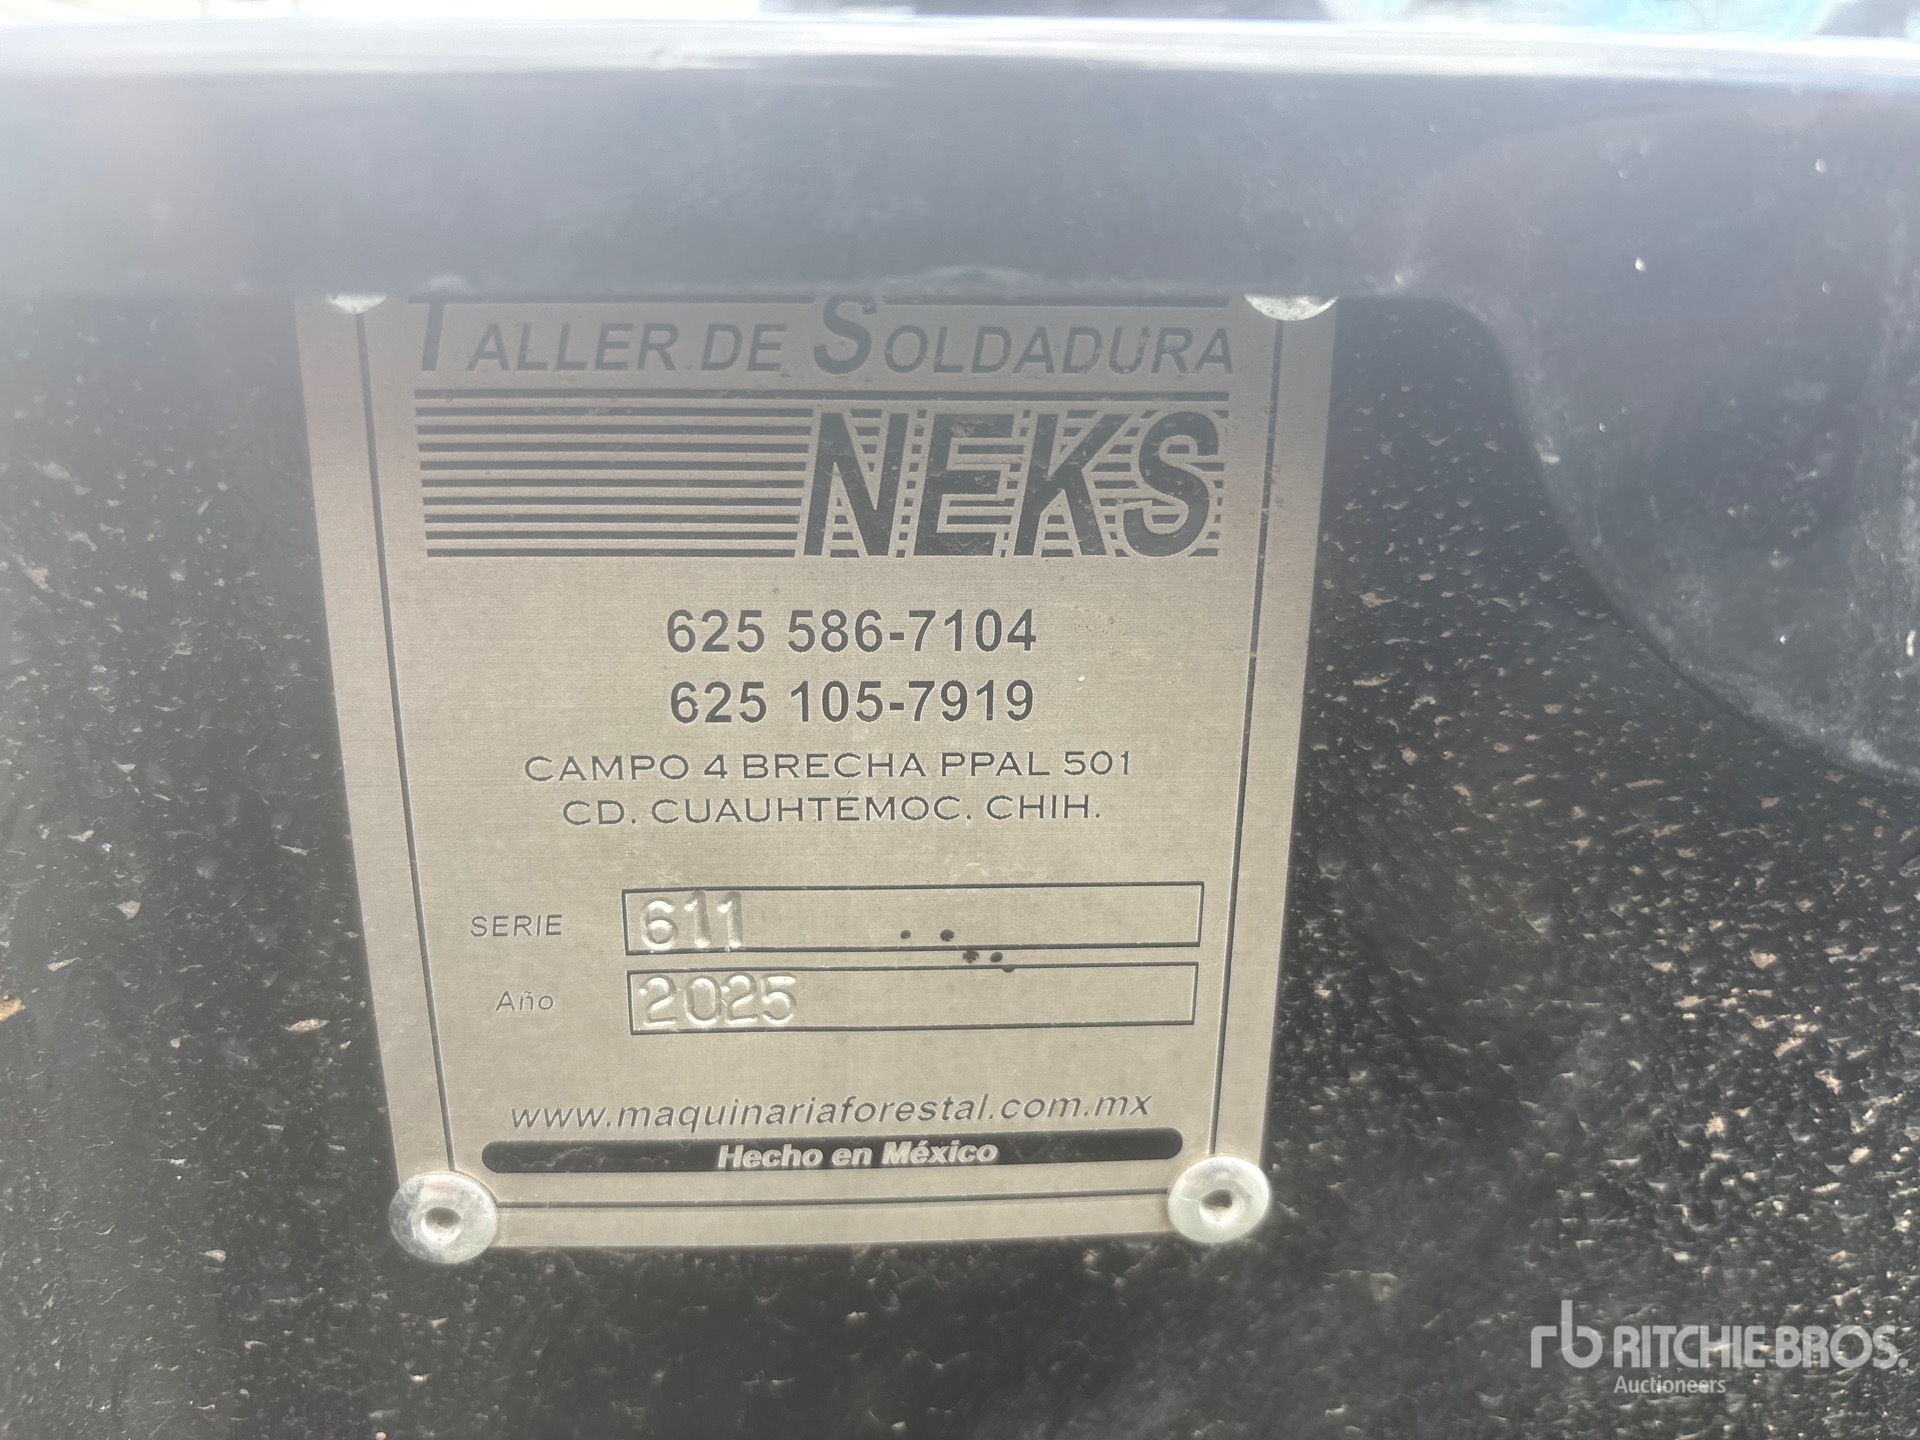 TALLER DE SOLDADURA
NEKS
625 586-7104
625 105-7919
CAMPO 4 BRECHA PPAL 501
CD. CUAUHTÉMOC, CHIH.
SERIE 611
Año 2025
www.maquinariaforestal.com.mx
Hecho en México
rb RITCHIE BROS.
Auctioneers